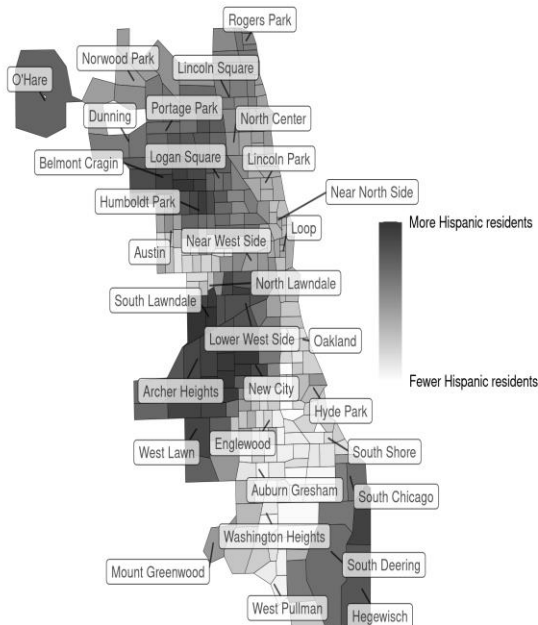 Rogers Park
Norwood Park
Lincoln Square
O'Hare
Portage Park
Dunning
North Center
Logan Square
Lincoln Park
Belmont Cragin
Near North Side
Humboldt Park
More Hispanic residents
Loop
Near West Side
Austin
North Lawndale
South Lawndale
Lower West Side
Oakland
Fewer Hispanic residents
Archer Heights
New City
Hyde Park
Englewood
West Lawn
South Shore
Auburn Gresham
South Chicago
Washington Heights
South Deering
Mount Greenwood
West Pullman
Hegewisch